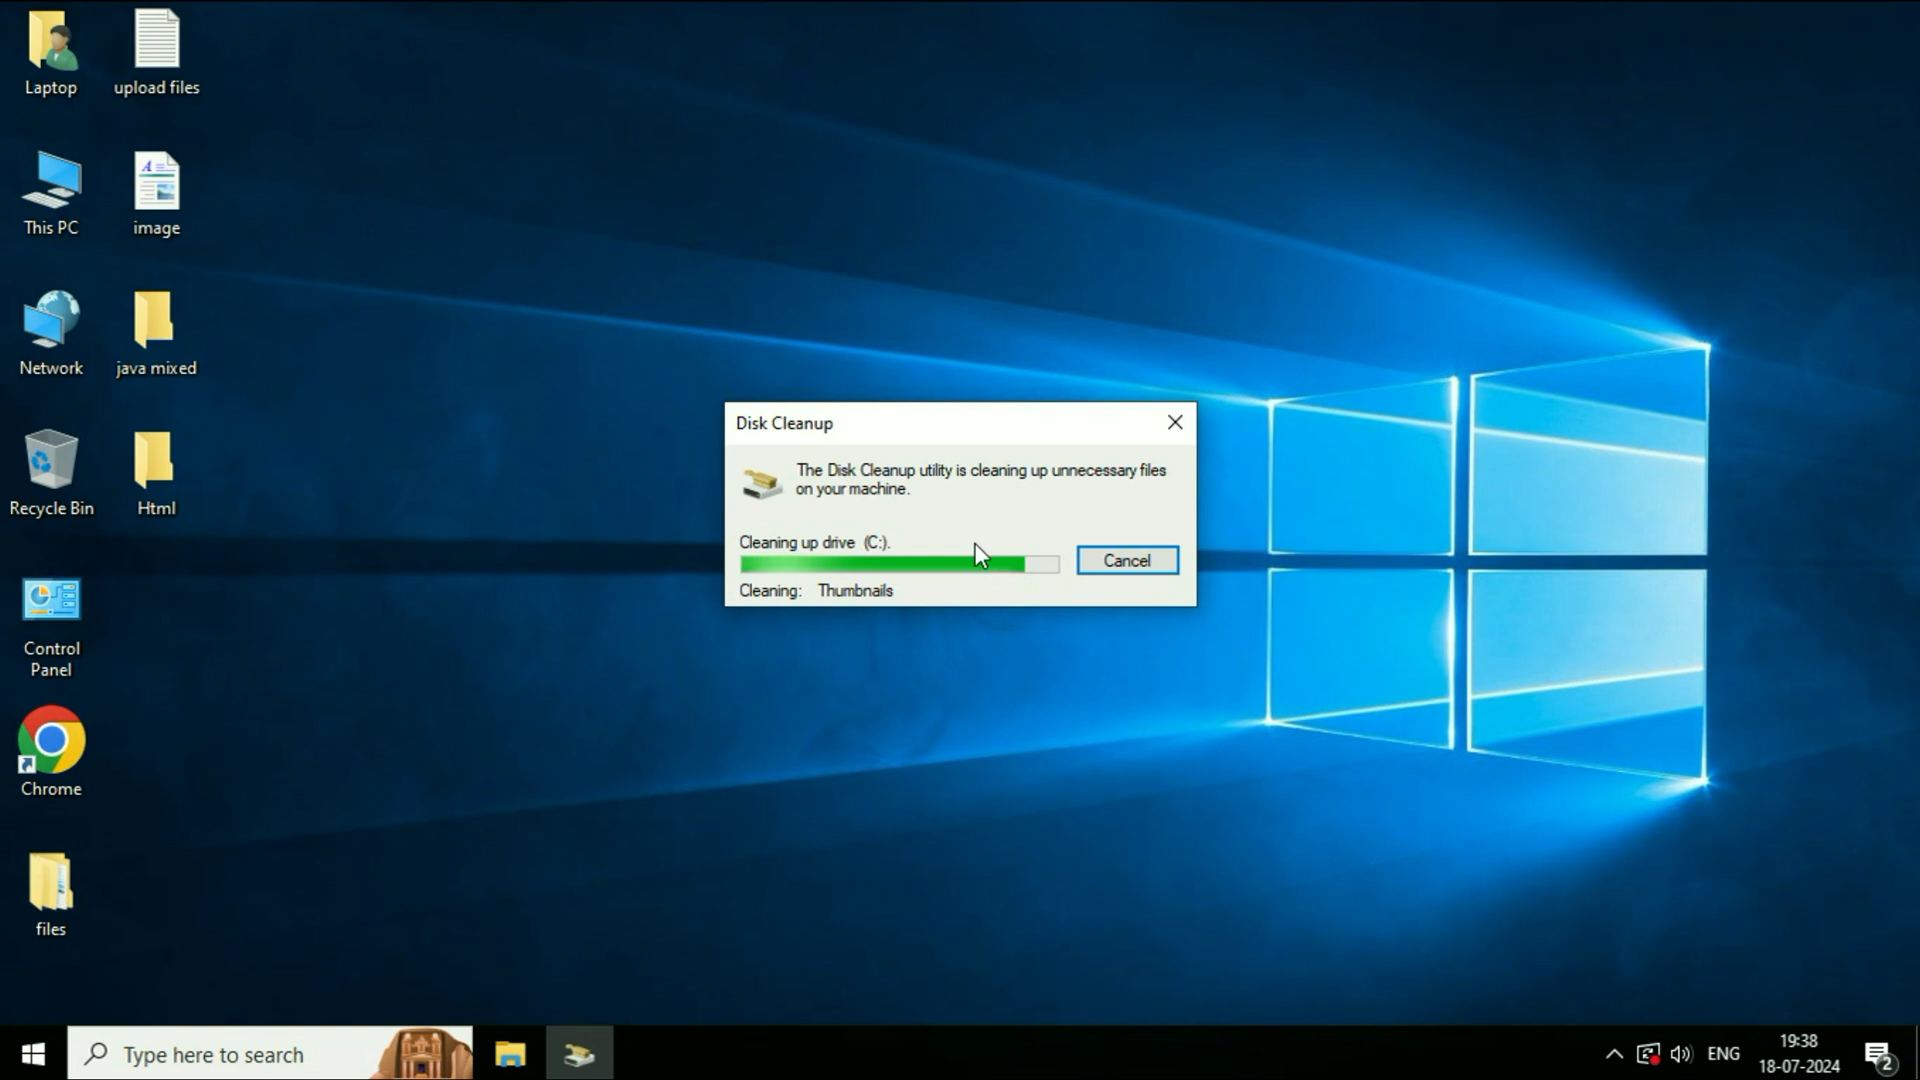 Laptop
upload files
This PC
image
Network
java mixed
Recycle Bin
Html
Control
Panel
Chrome
files
Disk Cleanup
The Disk Cleanup utility is cleaning up unnecessary files
on your machine.
Cleaning up drive (C:).
Cancel
Cleaning: Thumbnails
Type here to search
ENG
19:38
18-07-2024
2